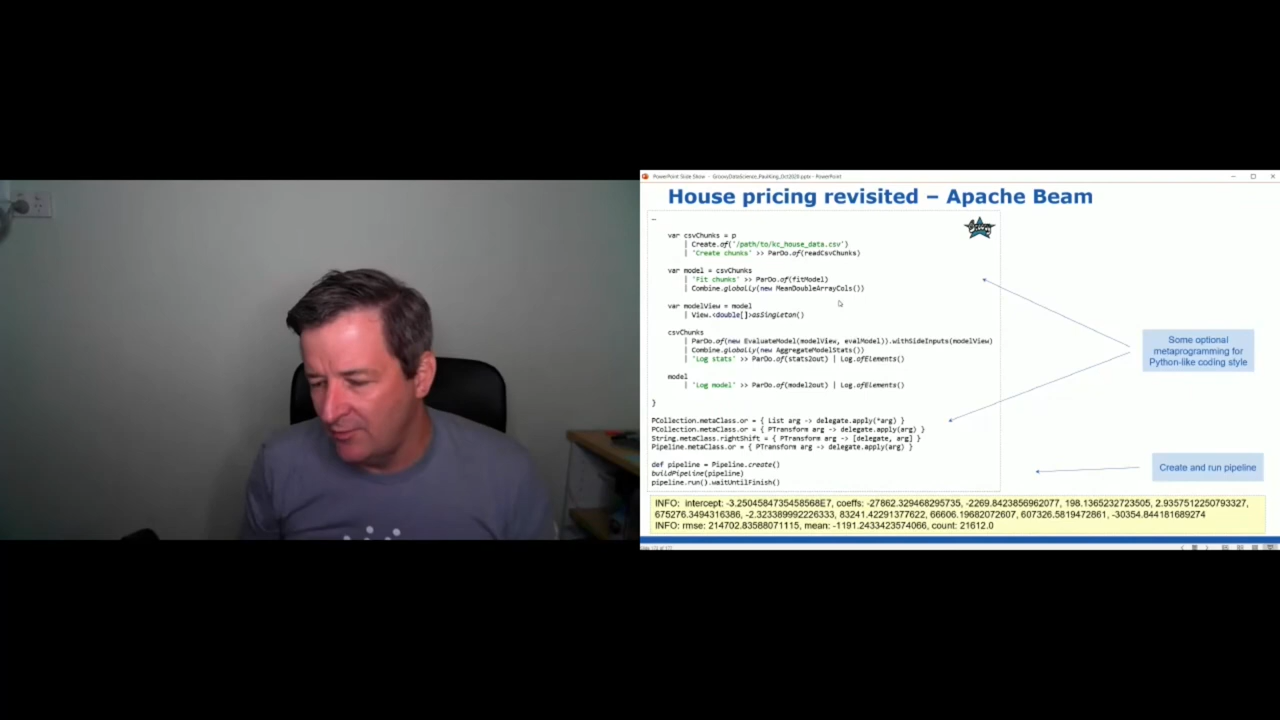 PowerPoint Slide Show - GroovyDataScience_PaulKing_Oct2020.pptx - PowerPoint
House pricing revisited – Apache Beam
…
var csvChunks = p
| Create.of('/path/to/kc_house_data.csv')
| 'Create chunks' >> ParDo.of(readCsvChunks)
var model = csvChunks
| 'Fit chunks' >> ParDo.of(fitModel)
| Combine.globally(new MeanDoubleArrayCols())
var modelView = model
| View.<double[]>asSingleton()
csvChunks
| ParDo.of(new EvaluateModel(modelView, evalModel)).withSideInputs(modelView)
| Combine.globally(new AggregateModelStats())
| 'Log stats' >> ParDo.of(stats2out) | Log.ofElements()
model
| 'Log model' >> ParDo.of(model2out) | Log.ofElements()
}
PCollection.metaClass.or = { List arg -> delegate.apply(*arg) }
PCollection.metaClass.or = { PTransform arg -> delegate.apply(arg) }
String.metaClass.rightShift = { PTransform arg -> [delegate, arg] }
Pipeline.metaClass.or = { PTransform arg -> delegate.apply(arg) }
def pipeline = Pipeline.create()
buildPipeline(pipeline)
pipeline.run().waitUntilFinish()
Some optional
metaprogramming for
Python-like coding style
Create and run pipeline
INFO: intercept: -3.2504584735458568E7, coeffs: -27862.329468295735, -2269.8423856962077, 198.1365232723505, 2.9357512250793327,
675276.3494316386, -2.323389992226333, 83241.42291377622, 66606.19682072607, 607326.5819472861, -30354.844181689274
INFO: rmse: 214702.83588071115, mean: -1191.2433423574066, count: 21612.0